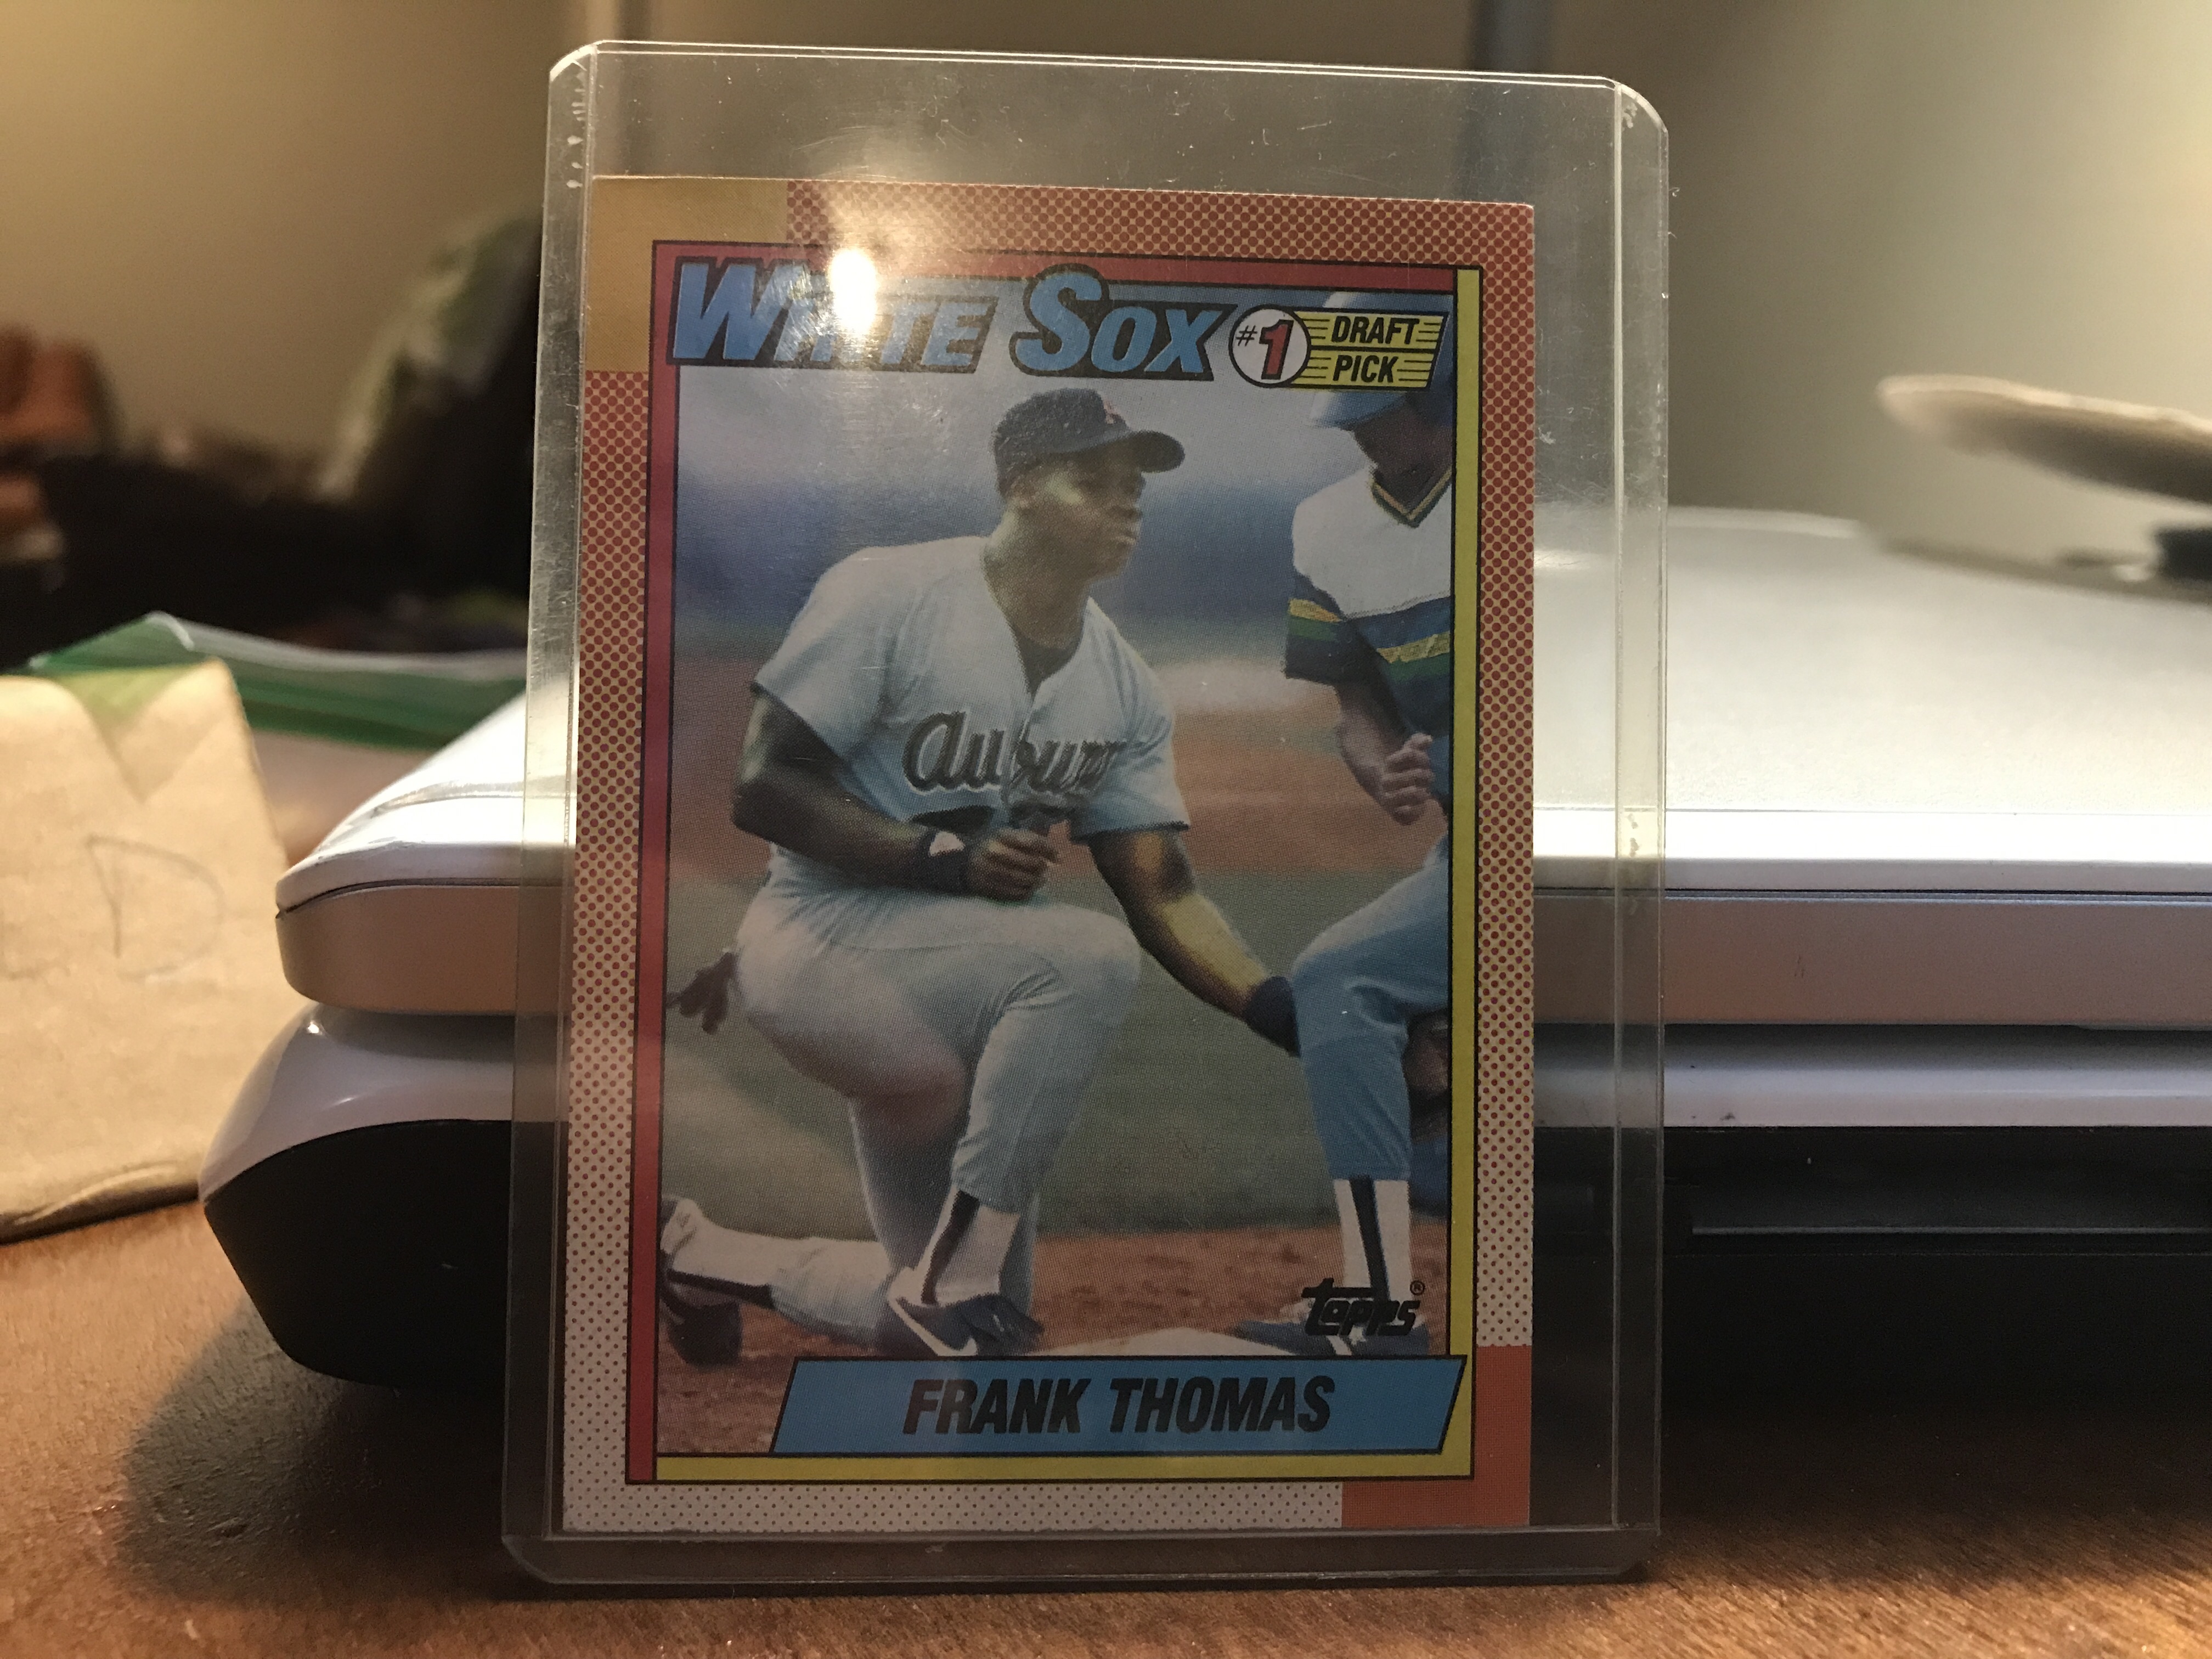 WHITE SOX
#1 DRAFT PICK
Auburn
topps®
FRANK THOMAS
D